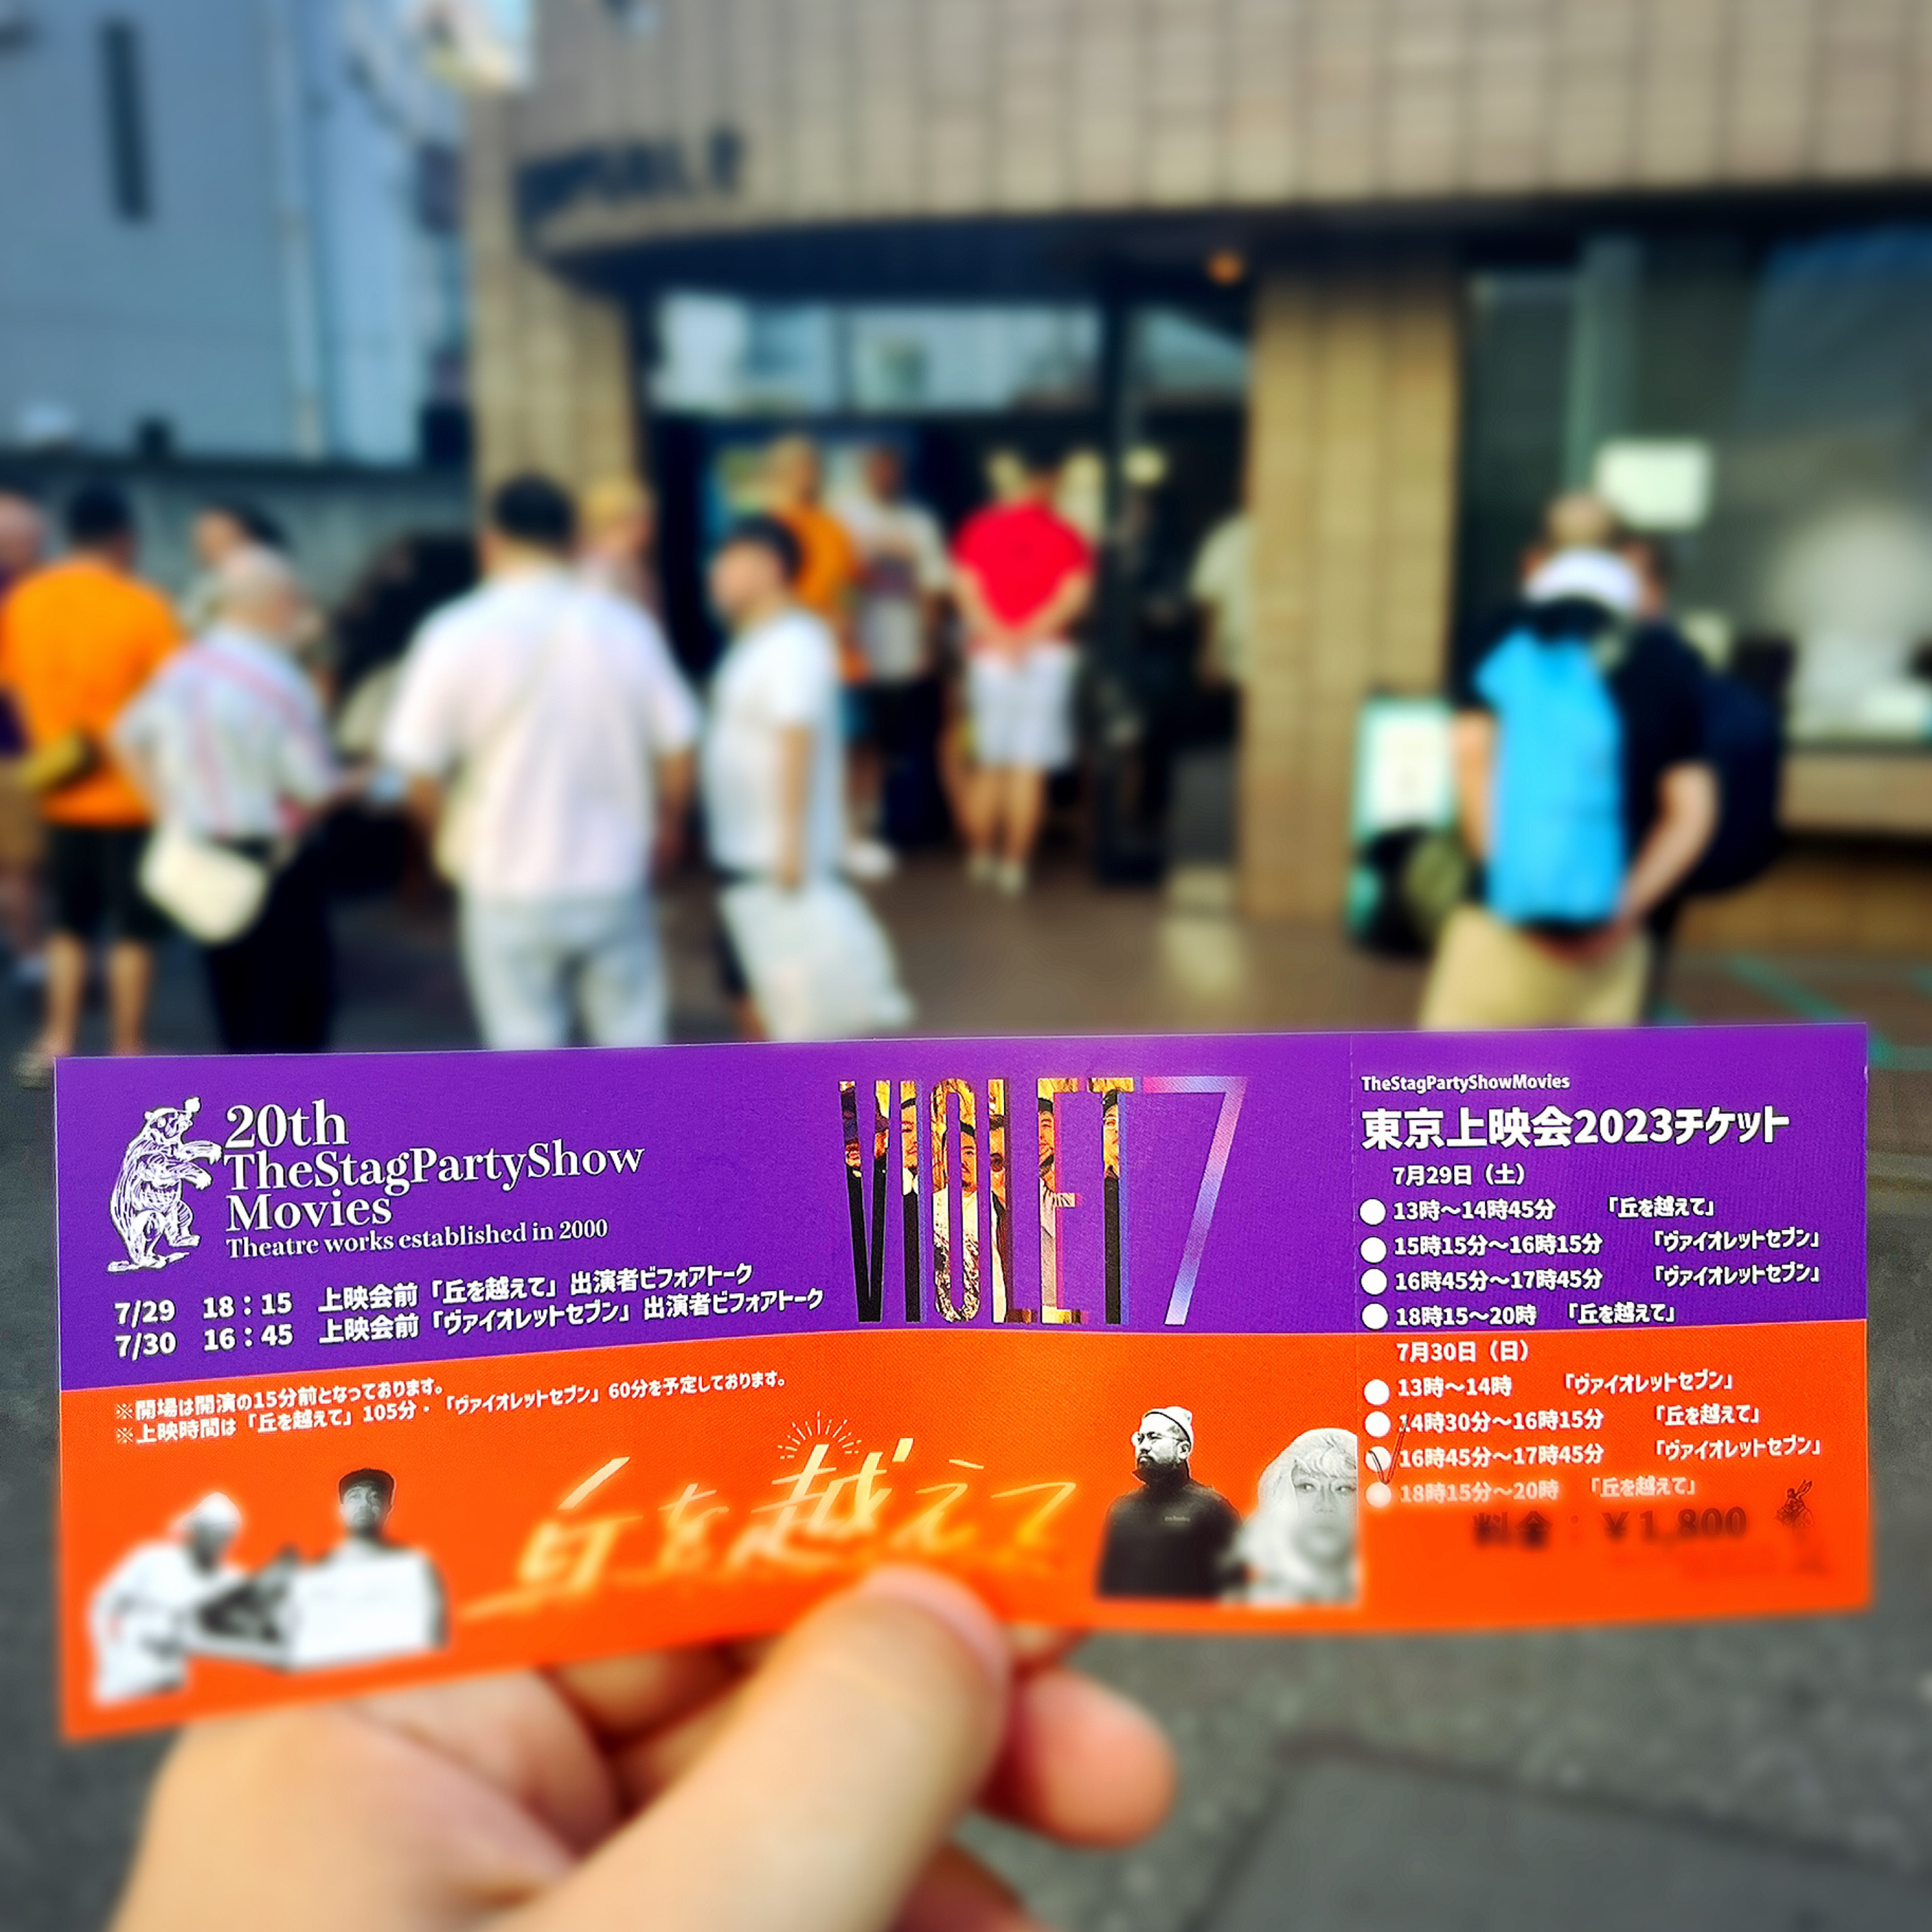 20th
TheStagPartyShow
Movies
Theatre works established in 2000
7/29 18：15 上映会前「丘を越えて」出演者ビフォアトーク
7/30 16：45 上映会前「ヴァイオレットセブン」出演者ビフォアトーク
VIOLET7
※開場は開演の15分前となっております。
※上映時間は「丘を越えて」105分・「ヴァイオレットセブン」60分を予定しております。
丘を越えて
TheStagPartyShowMovies
東京上映会2023チケット
7月29日（土）
13時〜14時45分 「丘を越えて」
15時15分〜16時15分 「ヴァイオレットセブン」
16時45分〜17時45分 「ヴァイオレットセブン」
18時15〜20時 「丘を越えて」
7月30日（日）
13時〜14時 「ヴァイオレットセブン」
14時30分〜16時15分 「丘を越えて」
16時45分〜17時45分 「ヴァイオレットセブン」
18時15分〜20時 「丘を越えて」
料金：￥1,800